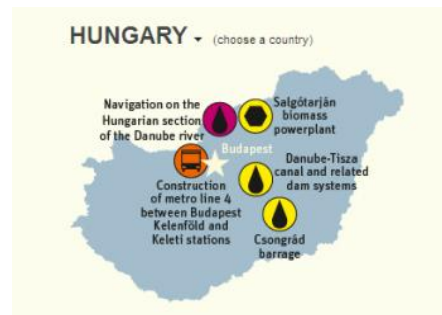 HUNGARY (choose a country)
Navigation on the
Hungarian section
of the Danube river
Salgótarján
biomass
powerplant
Budapest
Danube-Tisza
canal and related
dam systems
Construction
of metro line 4
between Budapest
Kelenföld and
Keleti stations
Csongrád
barrage